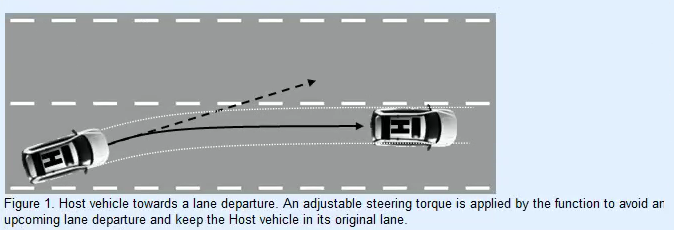 H
H
Figure 1. Host vehicle towards a lane departure. An adjustable steering torque is applied by the function to avoid an
upcoming lane departure and keep the Host vehicle in its original lane.